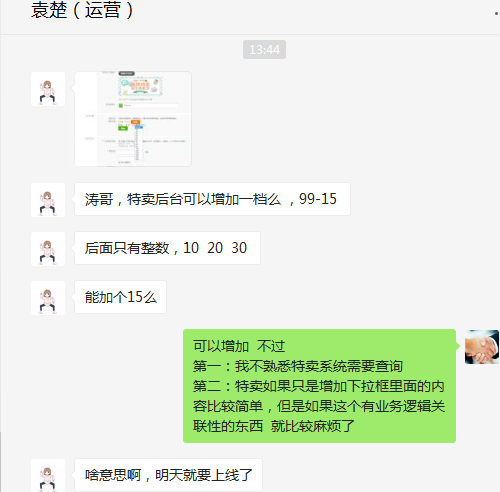 袁楚（运营）
13:44
涛哥，特卖后台可以增加一档么 ，99-15
后面只有整数，10 20 30
能加个15么
可以增加 不过
第一：我不熟悉特卖系统需要查询
第二：特卖如果只是增加下拉框里面的内
容比较简单，但是如果这个有业务逻辑关
联性的东西 就比较麻烦了
啥意思啊，明天就要上线了